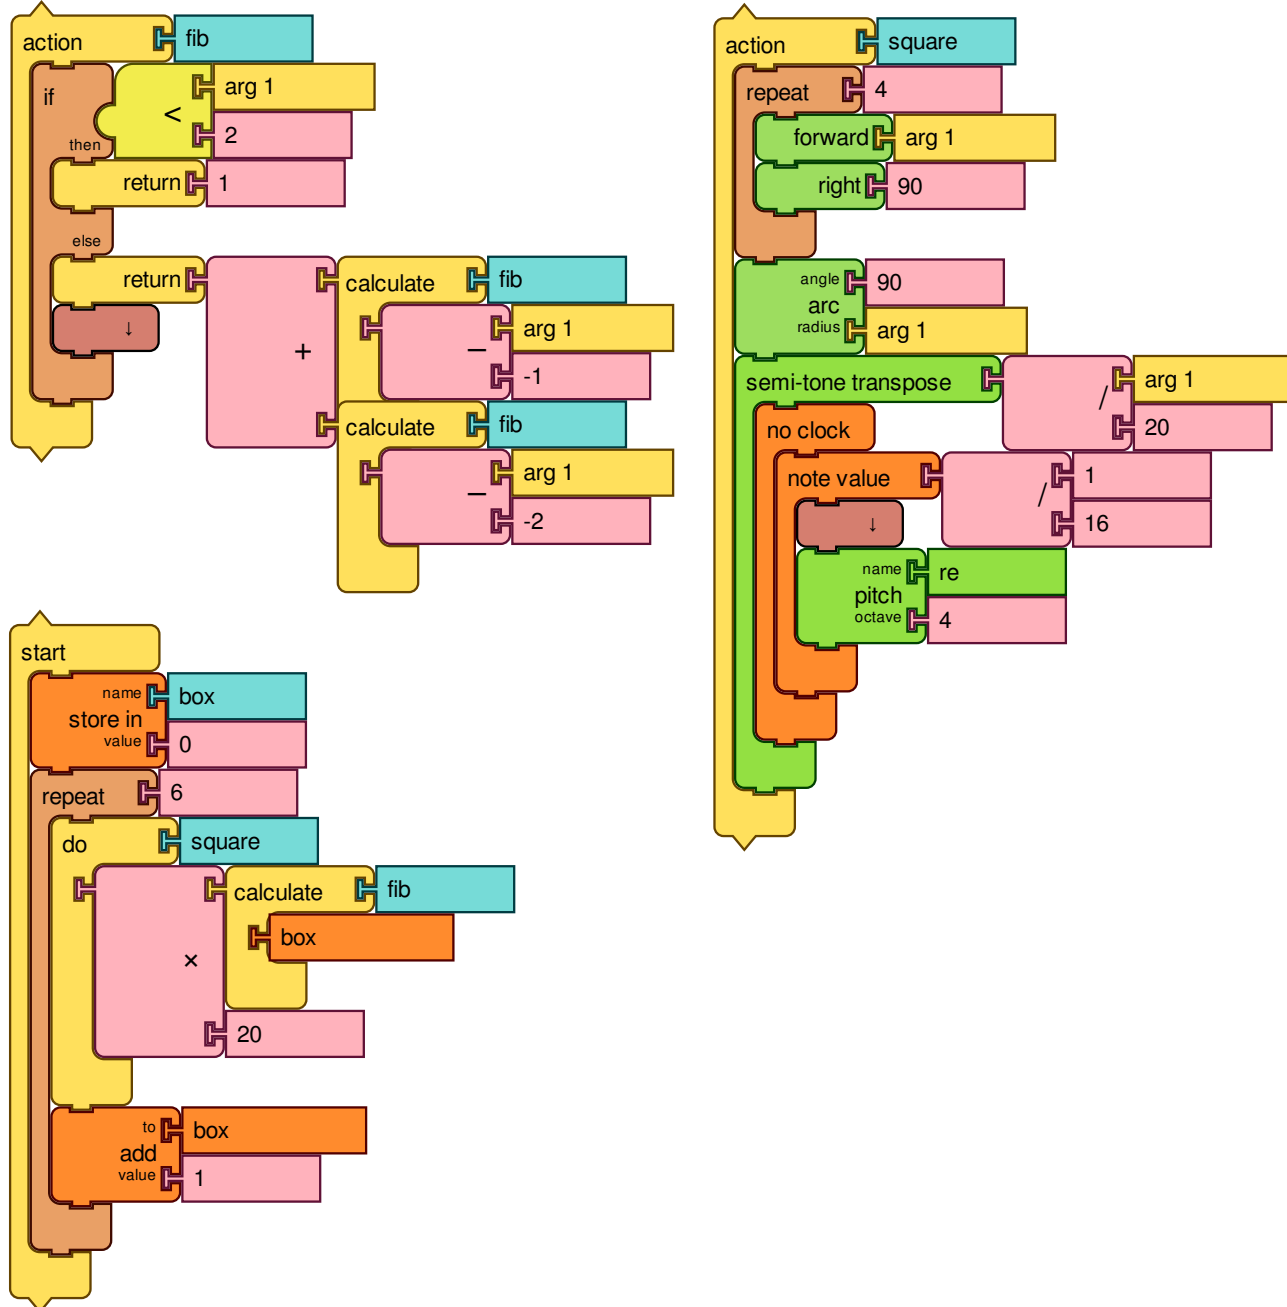 action fib
if < arg 1
2
then
return 1
else
return + calculate fib
− arg 1
-1
↓
calculate fib
− arg 1
-2
action square
repeat 4
forward arg 1
right 90
angle 90
arc
radius arg 1
semi-tone transpose / arg 1
20
no clock
note value / 1
16
↓
name re
pitch
octave 4
start
name box
store in
value 0
repeat 6
do square
× calculate fib
box
20
to box
add
value 1